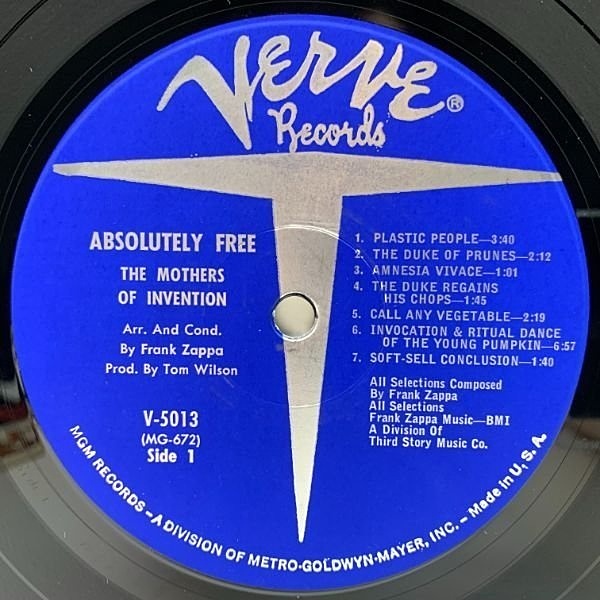 VERVE®
Records
ABSOLUTELY FREE
THE MOTHERS
OF INVENTION
Arr. And Cond.
By Frank Zappa
Prod. By Tom Wilson
V-5013
(MG-672)
Side 1
1. PLASTIC PEOPLE—3:40
2. THE DUKE OF PRUNES—2:12
3. AMNESIA VIVACE—1:01
4. THE DUKE REGAINS
HIS CHOPS—1:45
5. CALL ANY VEGETABLE—2:19
6. INVOCATION & RITUAL DANCE
OF THE YOUNG PUMPKIN—6:57
7. SOFT-SELL CONCLUSION—1:40
All Selections Composed
By Frank Zappa
All Selections
Frank Zappa Music—BMI
A Division Of
Third Story Music Co.
MGM RECORDS – A DIVISION OF METRO-GOLDWYN-MAYER, INC. – Made in U.S.A.